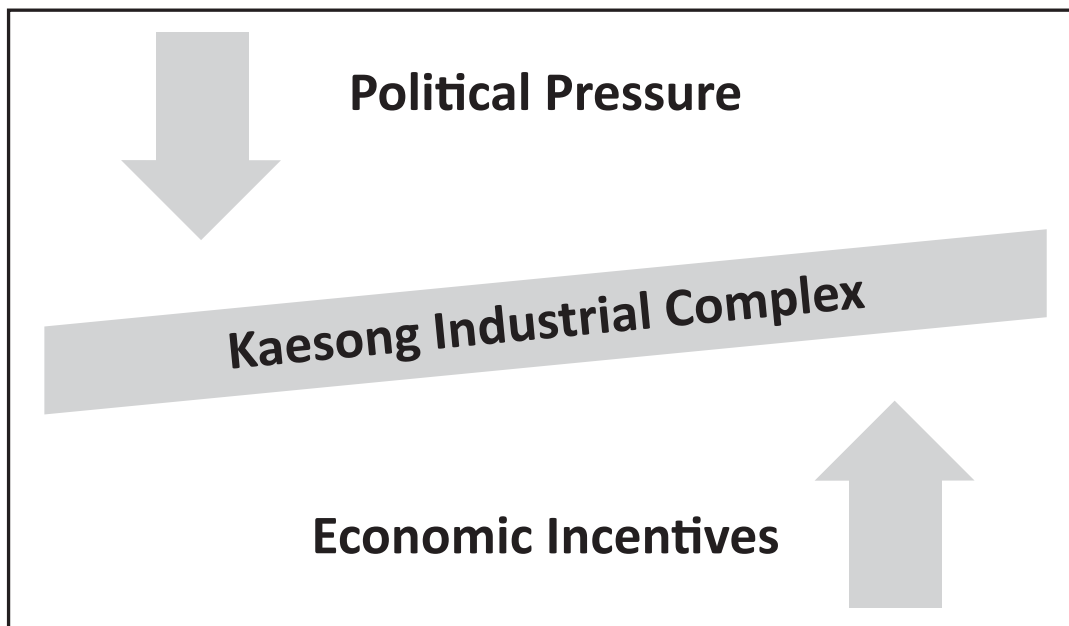 Political Pressure
Kaesong Industrial Complex
Economic Incentives